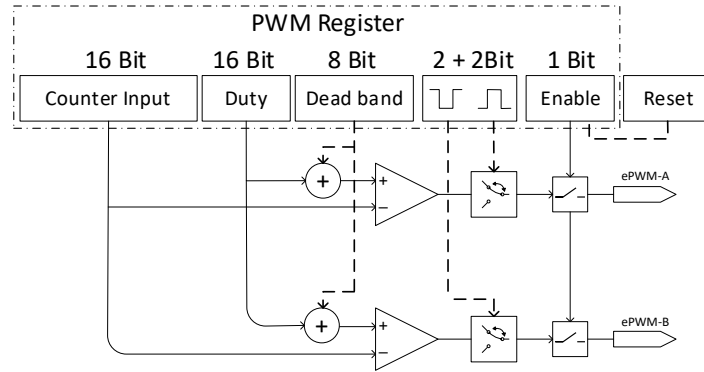 PWM Register
16 Bit 16 Bit 8 Bit 2 + 2Bit 1 Bit
Counter Input Duty Dead band Enable Reset
+ + − ePWM-A
+ + − ePWM-B